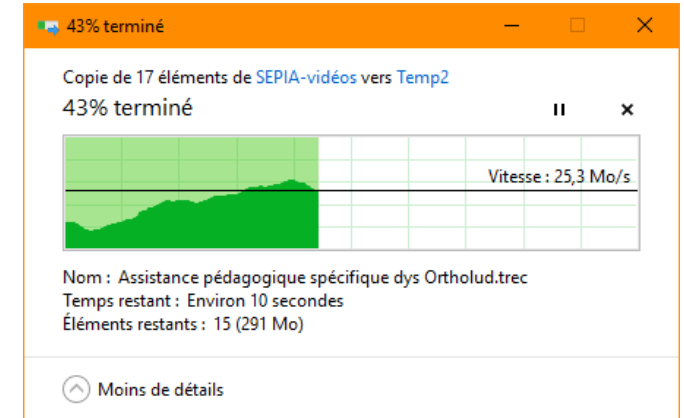 43% terminé
Copie de 17 éléments de SEPIA-vidéos vers Temp2
43% terminé
Vitesse : 25,3 Mo/s
Nom : Assistance pédagogique spécifique dys Ortholud.trec
Temps restant : Environ 10 secondes
Éléments restants : 15 (291 Mo)
Moins de détails